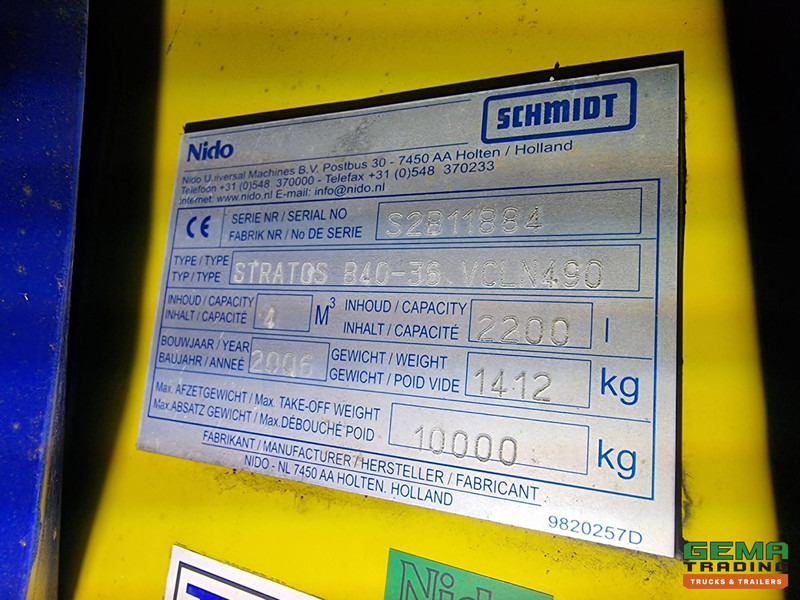 Nido
SCHMIDT
Nido Universal Machines B.V. Postbus 30 - 7450 AA Holten / Holland
Telefoon +31 (0)548 370000 - Telefax +31 (0)548 370233
Internet: www.nido.nl E-mail: info@nido.nl
CE
SERIE NR / SERIAL NO
FABRIK NR / No DE SERIE
S2B11884
TYPE / TYPE
TYP / TYPE
STRATOS B40-36 VCLN490
INHOUD / CAPACITY
INHALT / CAPACITÉ
4 M³
INHOUD / CAPACITY
INHALT / CAPACITÉ
2200 l
BOUWJAAR / YEAR
BAUJAHR / ANNEÉ
2006
GEWICHT / WEIGHT
GEWICHT / POID VIDE
1412 kg
Max. AFZETGEWICHT / Max. TAKE-OFF WEIGHT
Max.ABSATZ GEWICHT / Max.DÉBOUCHÉ POID
10000 kg
FABRIKANT / MANUFACTURER / HERSTELLER / FABRICANT
NIDO - NL 7450 AA HOLTEN. HOLLAND
9820257D
Nido
GEMA
TRADING
TRUCKS & TRAILERS